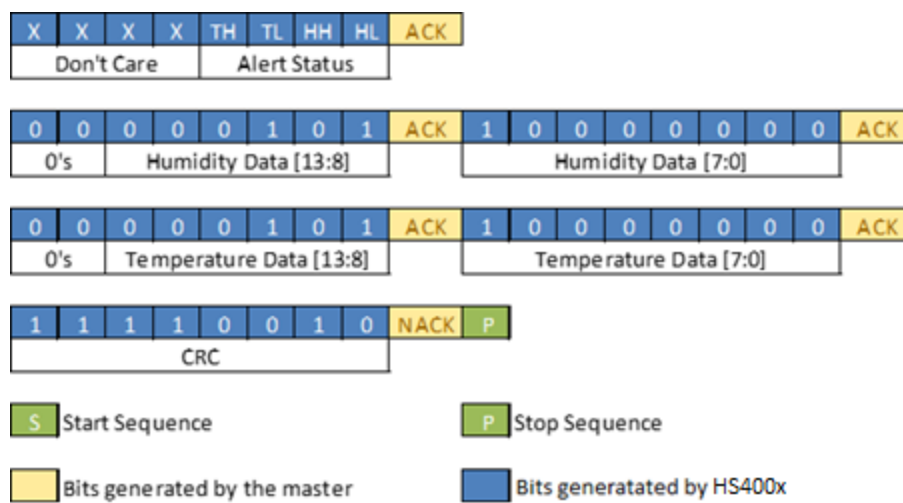 X X X X TH TL HH HL ACK
Don't Care Alert Status
0 0 0 0 0 1 0 1 ACK 1 0 0 0 0 0 0 0 ACK
0's Humidity Data [13:8] Humidity Data [7:0]
0 0 0 0 0 1 0 1 ACK 1 0 0 0 0 0 0 0 ACK
0's Temperature Data [13:8] Temperature Data [7:0]
1 1 1 1 0 0 1 0 NACK P
CRC
S Start Sequence P Stop Sequence
Bits generated by the master Bits generatated by HS400x